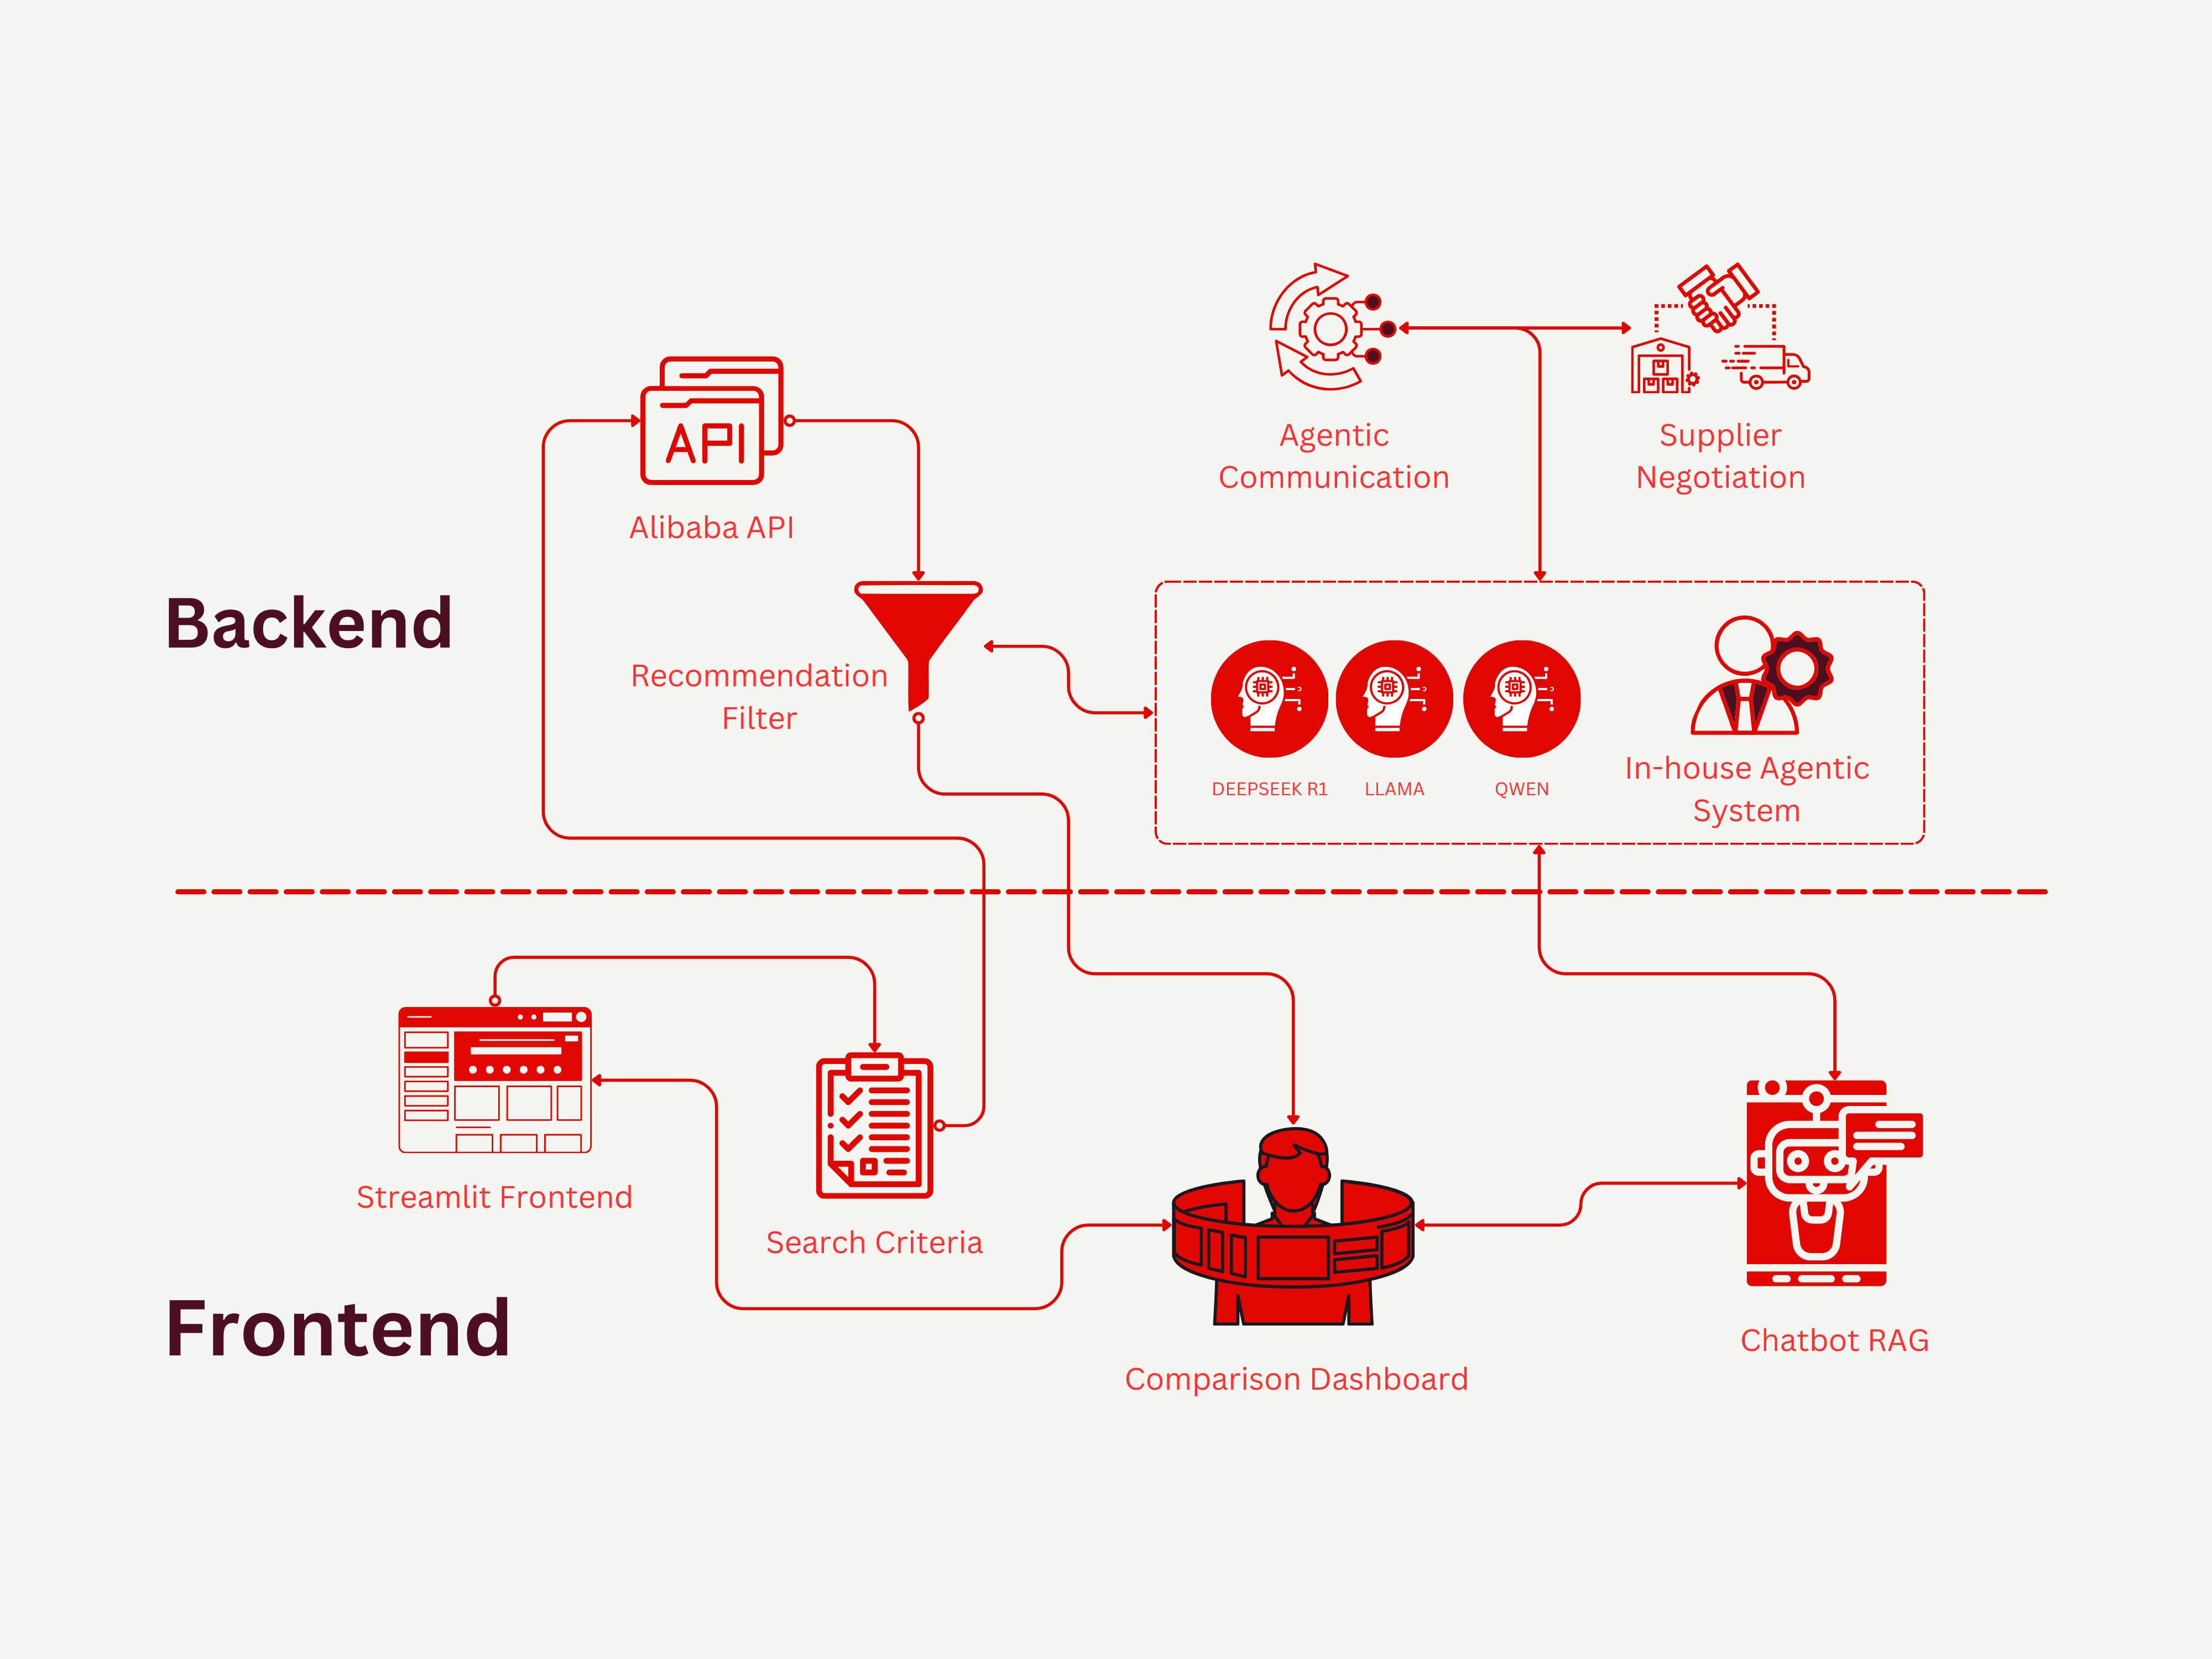 Agentic
Communication
Supplier
Negotiation
API
Alibaba API
Backend
Recommendation
Filter
DEEPSEEK R1
LLAMA
QWEN
In-house Agentic
System
Streamlit Frontend
Search Criteria
Frontend
Comparison Dashboard
Chatbot RAG